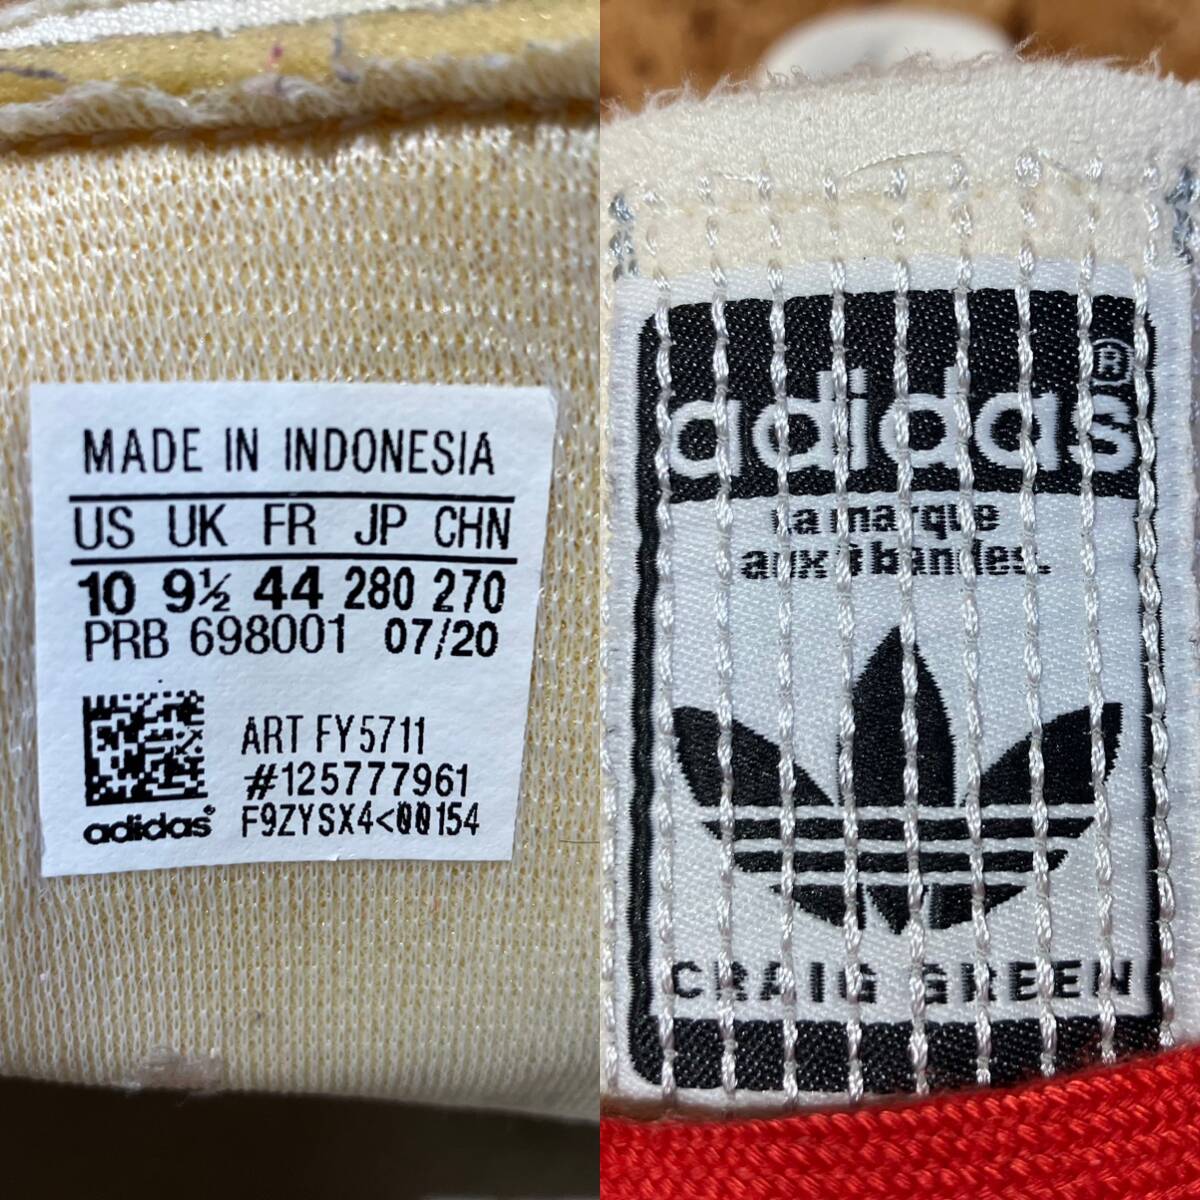 MADE IN INDONESIA
US UK FR JP CHN
10 9½ 44 280 270
PRB 698001 07/20
ART FY5711
#125777961
adidas® F9ZYSX4<00154
adidas®
la marque
aux 3 bandes.
CRAIG GREEN